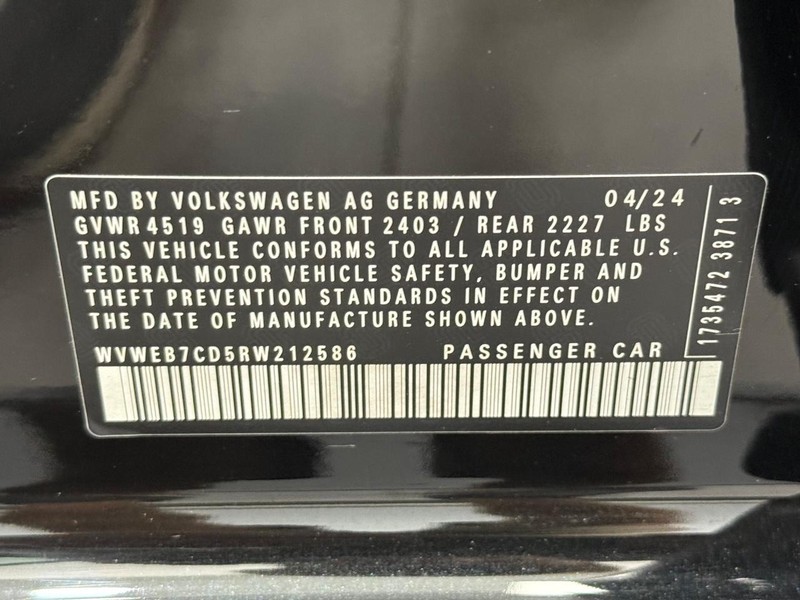 MFD BY VOLKSWAGEN AG GERMANY 04/24
GVWR 4519 GAWR FRONT 2403 / REAR 2227 LBS
THIS VEHICLE CONFORMS TO ALL APPLICABLE U.S.
FEDERAL MOTOR VEHICLE SAFETY, BUMPER AND
THEFT PREVENTION STANDARDS IN EFFECT ON
THE DATE OF MANUFACTURE SHOWN ABOVE.
WVWEB7CD5RW212586 PASSENGER CAR
1735472 3871 3